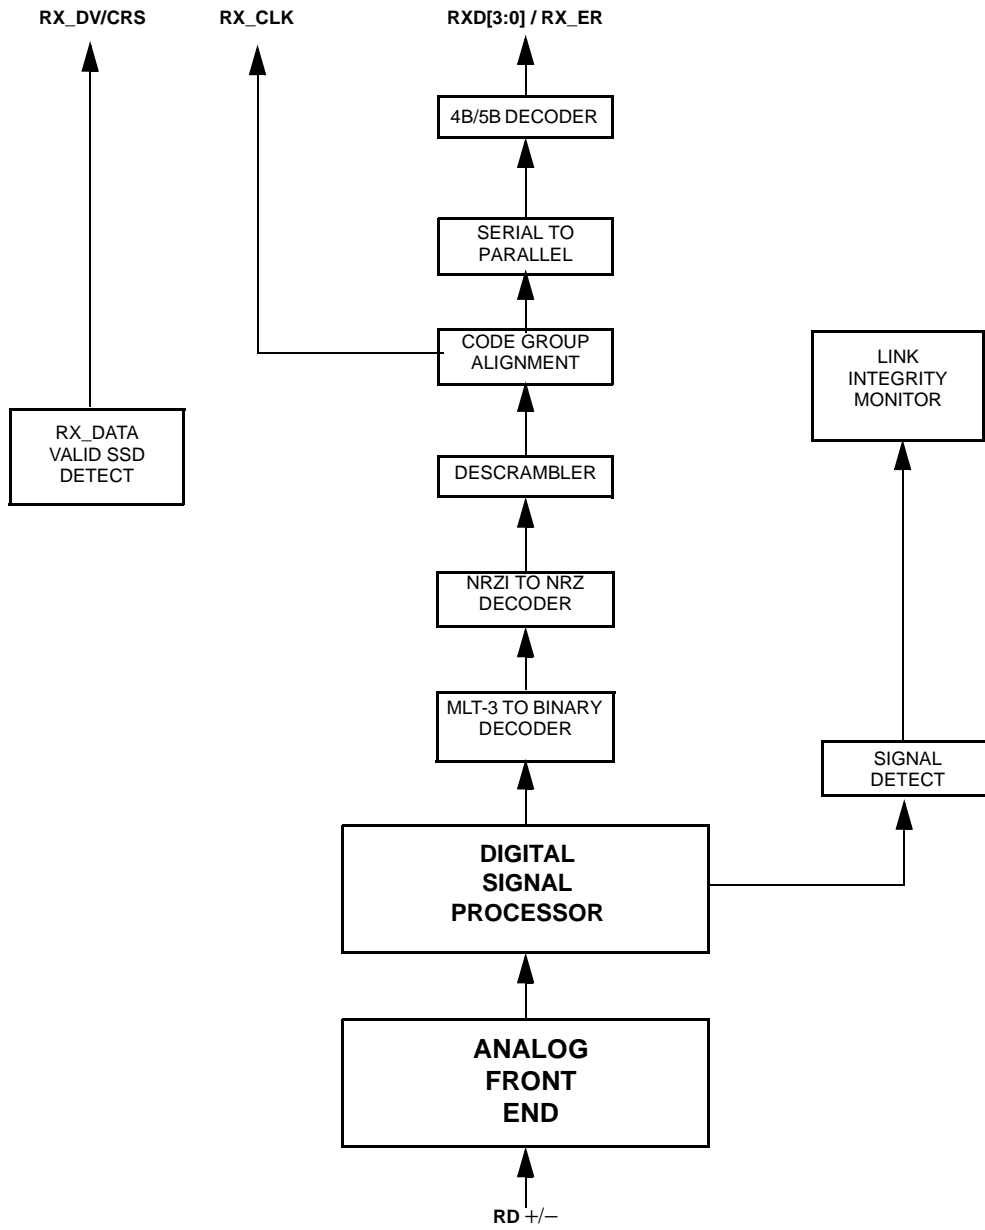 RX_DV/CRS
RX_CLK
RXD[3:0] / RX_ER
4B/5B DECODER
SERIAL TO
PARALLEL
CODE GROUP
ALIGNMENT
LINK
INTEGRITY
MONITOR
RX_DATA
VALID SSD
DETECT
DESCRAMBLER
NRZI TO NRZ
DECODER
MLT-3 TO BINARY
DECODER
SIGNAL
DETECT
DIGITAL
SIGNAL
PROCESSOR
ANALOG
FRONT
END
RD +/−